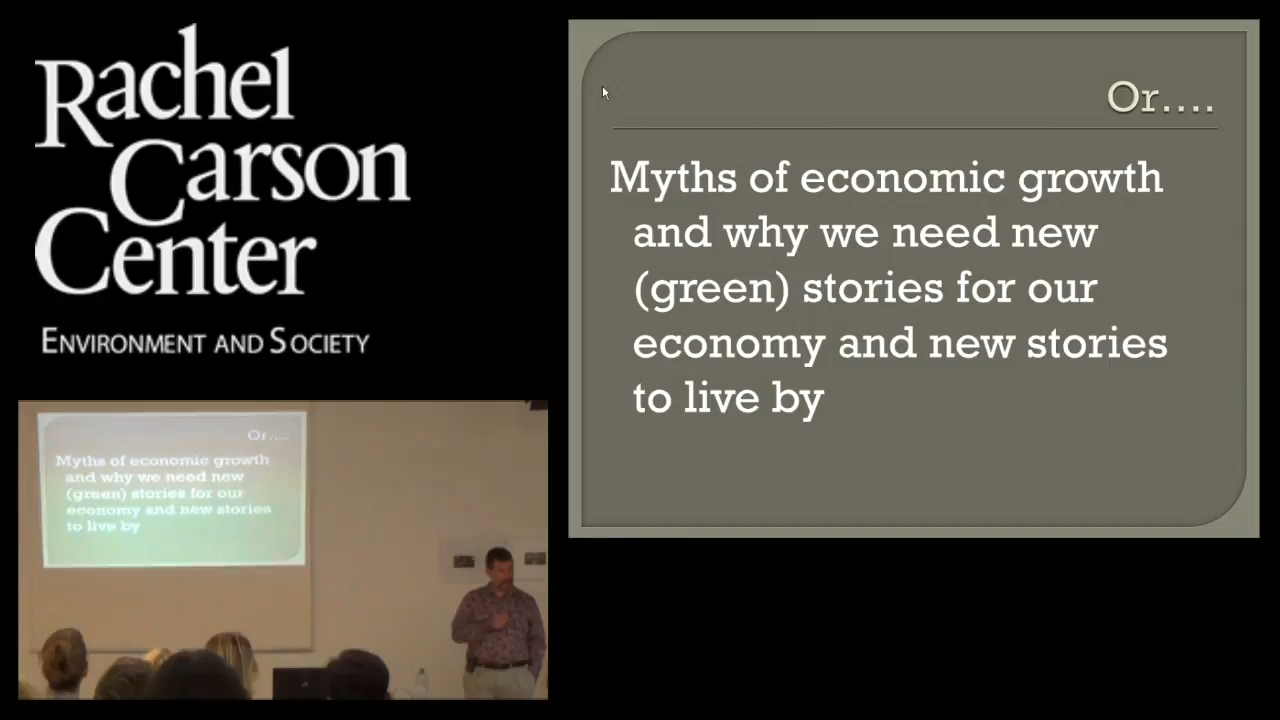 Rachel
Carson
Center
ENVIRONMENT AND SOCIETY
Or....
Myths of economic growth
and why we need new
(green) stories for our
economy and new stories
to live by
Or....
Myths of economic growth
and why we need new
(green) stories for our
economy and new stories
to live by